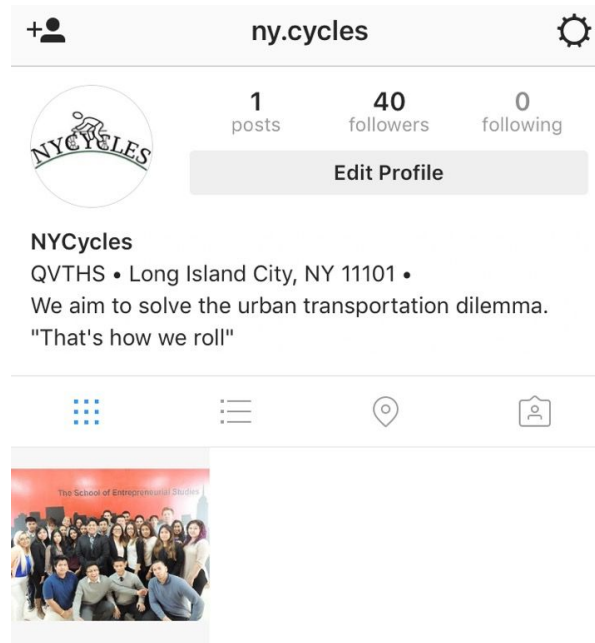 ny.cycles
1
posts
40
followers
0
following
Edit Profile
NYCYCLES
NYCycles
QVTHS • Long Island City, NY 11101 •
We aim to solve the urban transportation dilemma.
"That's how we roll"
The School of Entrepreneurial Studies